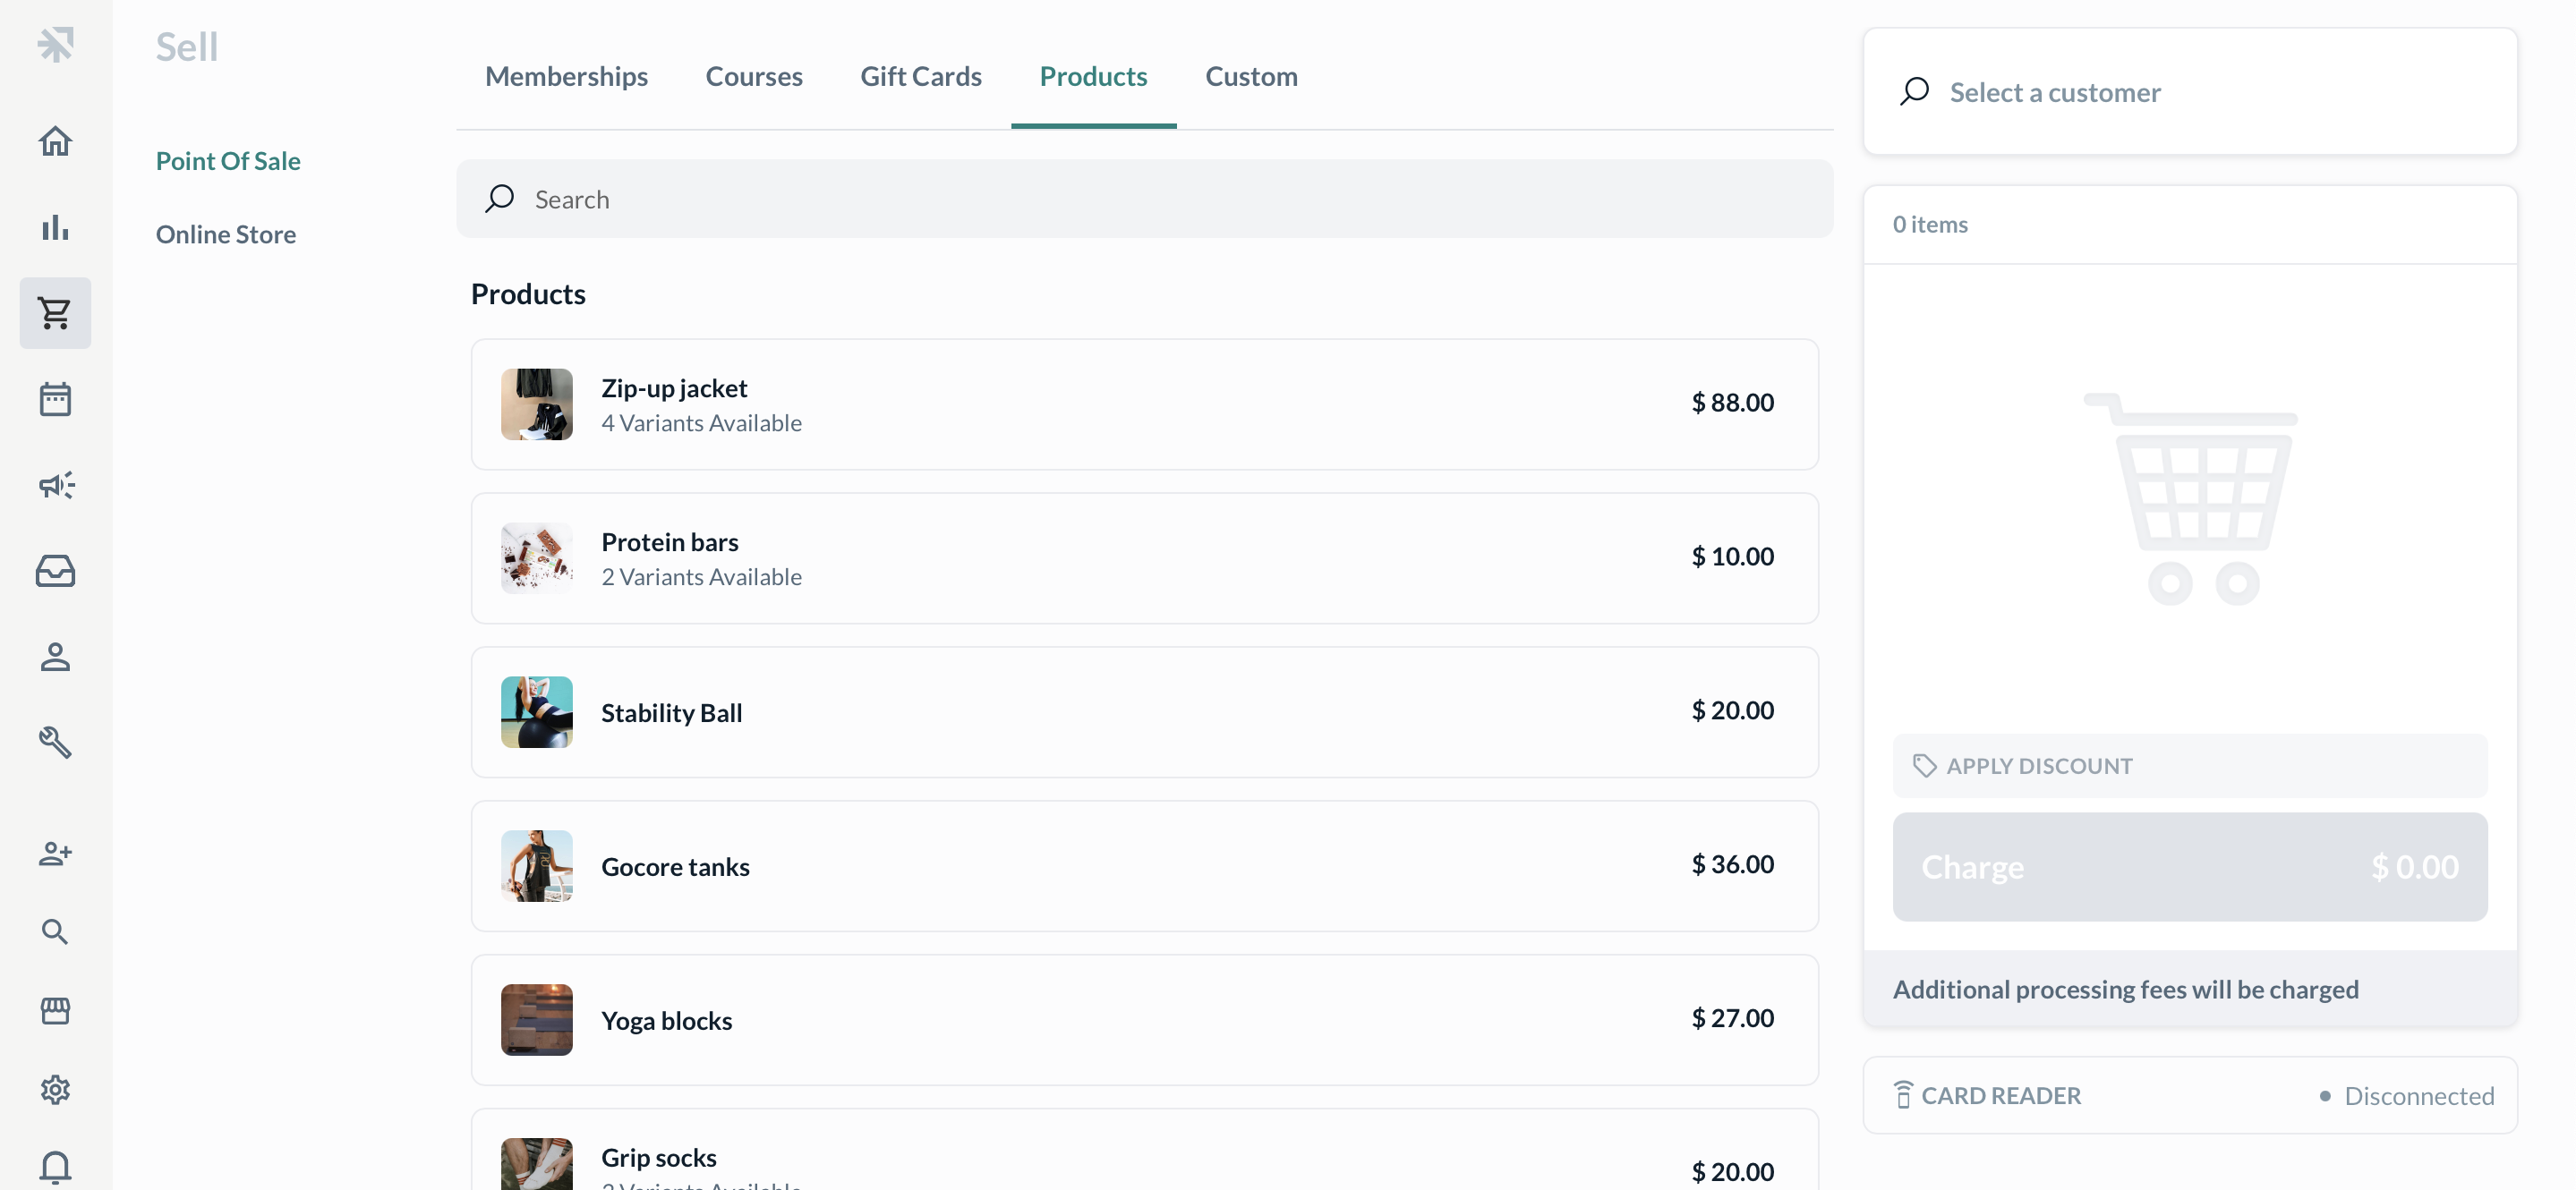 Sell
Point Of Sale
Online Store
Memberships
Courses
Gift Cards
Products
Custom
Search
Products
Zip-up jacket
4 Variants Available
$ 88.00
Protein bars
2 Variants Available
$ 10.00
Stability Ball
$ 20.00
Gocore tanks
$ 36.00
Yoga blocks
$ 27.00
Grip socks
Variants Available
$ 20.00
Select a customer
0 items
APPLY DISCOUNT
Charge
$ 0.00
Additional processing fees will be charged
CARD READER
Disconnected